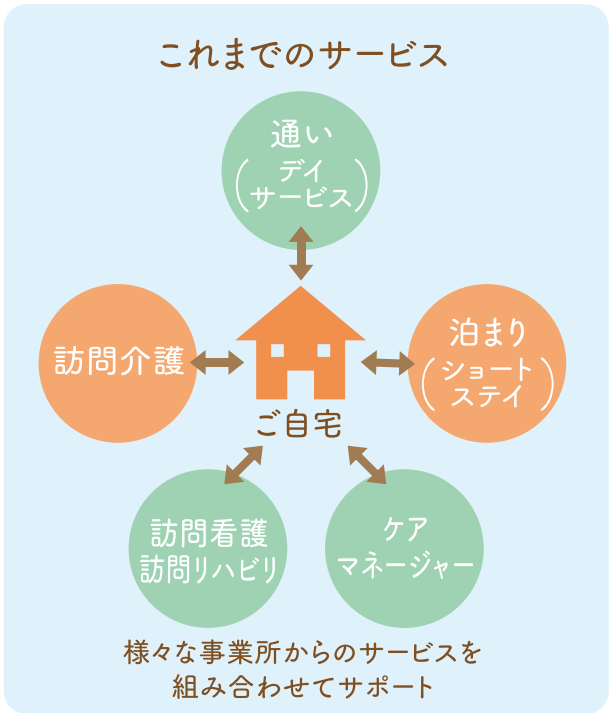 これまでのサービス
通い
(デイ
サービス)
訪問介護
泊まり
(ショート
ステイ)
ご自宅
訪問看護
訪問リハビリ
ケア
マネージャー
様々な事業所からのサービスを
組み合わせてサポート